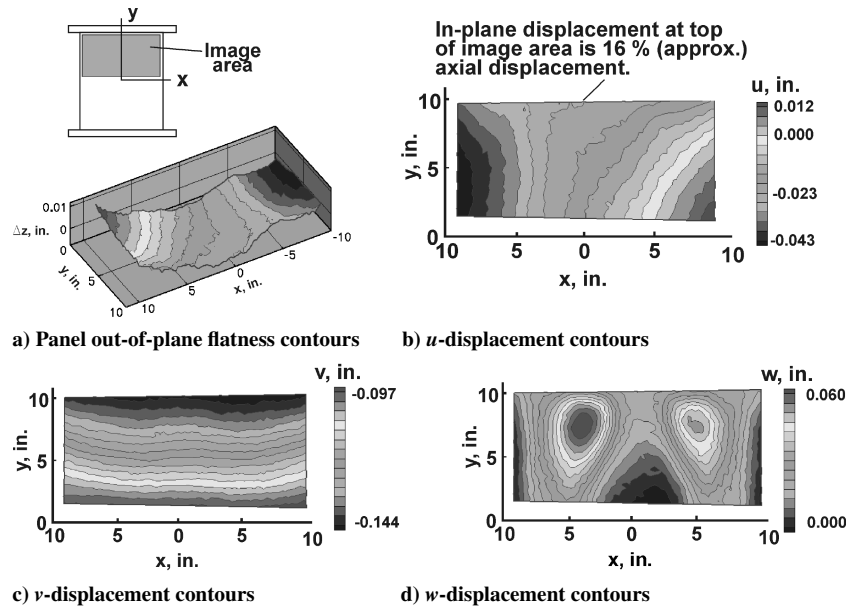 y
Image
area
x
0.01
Δz, in.
0
0
y, in.
5
10
10
5
0
x, in.
-5
-10
a) Panel out-of-plane flatness contours
In-plane displacement at top
of image area is 16 % (approx.)
axial displacement.
u, in.
0.012
0.000
-0.023
-0.043
10
5
0
y, in.
10 5 0 5 10
x, in.
b) u-displacement contours
v, in.
-0.097
-0.144
10
5
0
y, in.
10 5 0 5 10
x, in.
c) v-displacement contours
w, in.
0.060
0.000
10
5
0
y, in.
10 5 0 5 10
x, in.
d) w-displacement contours